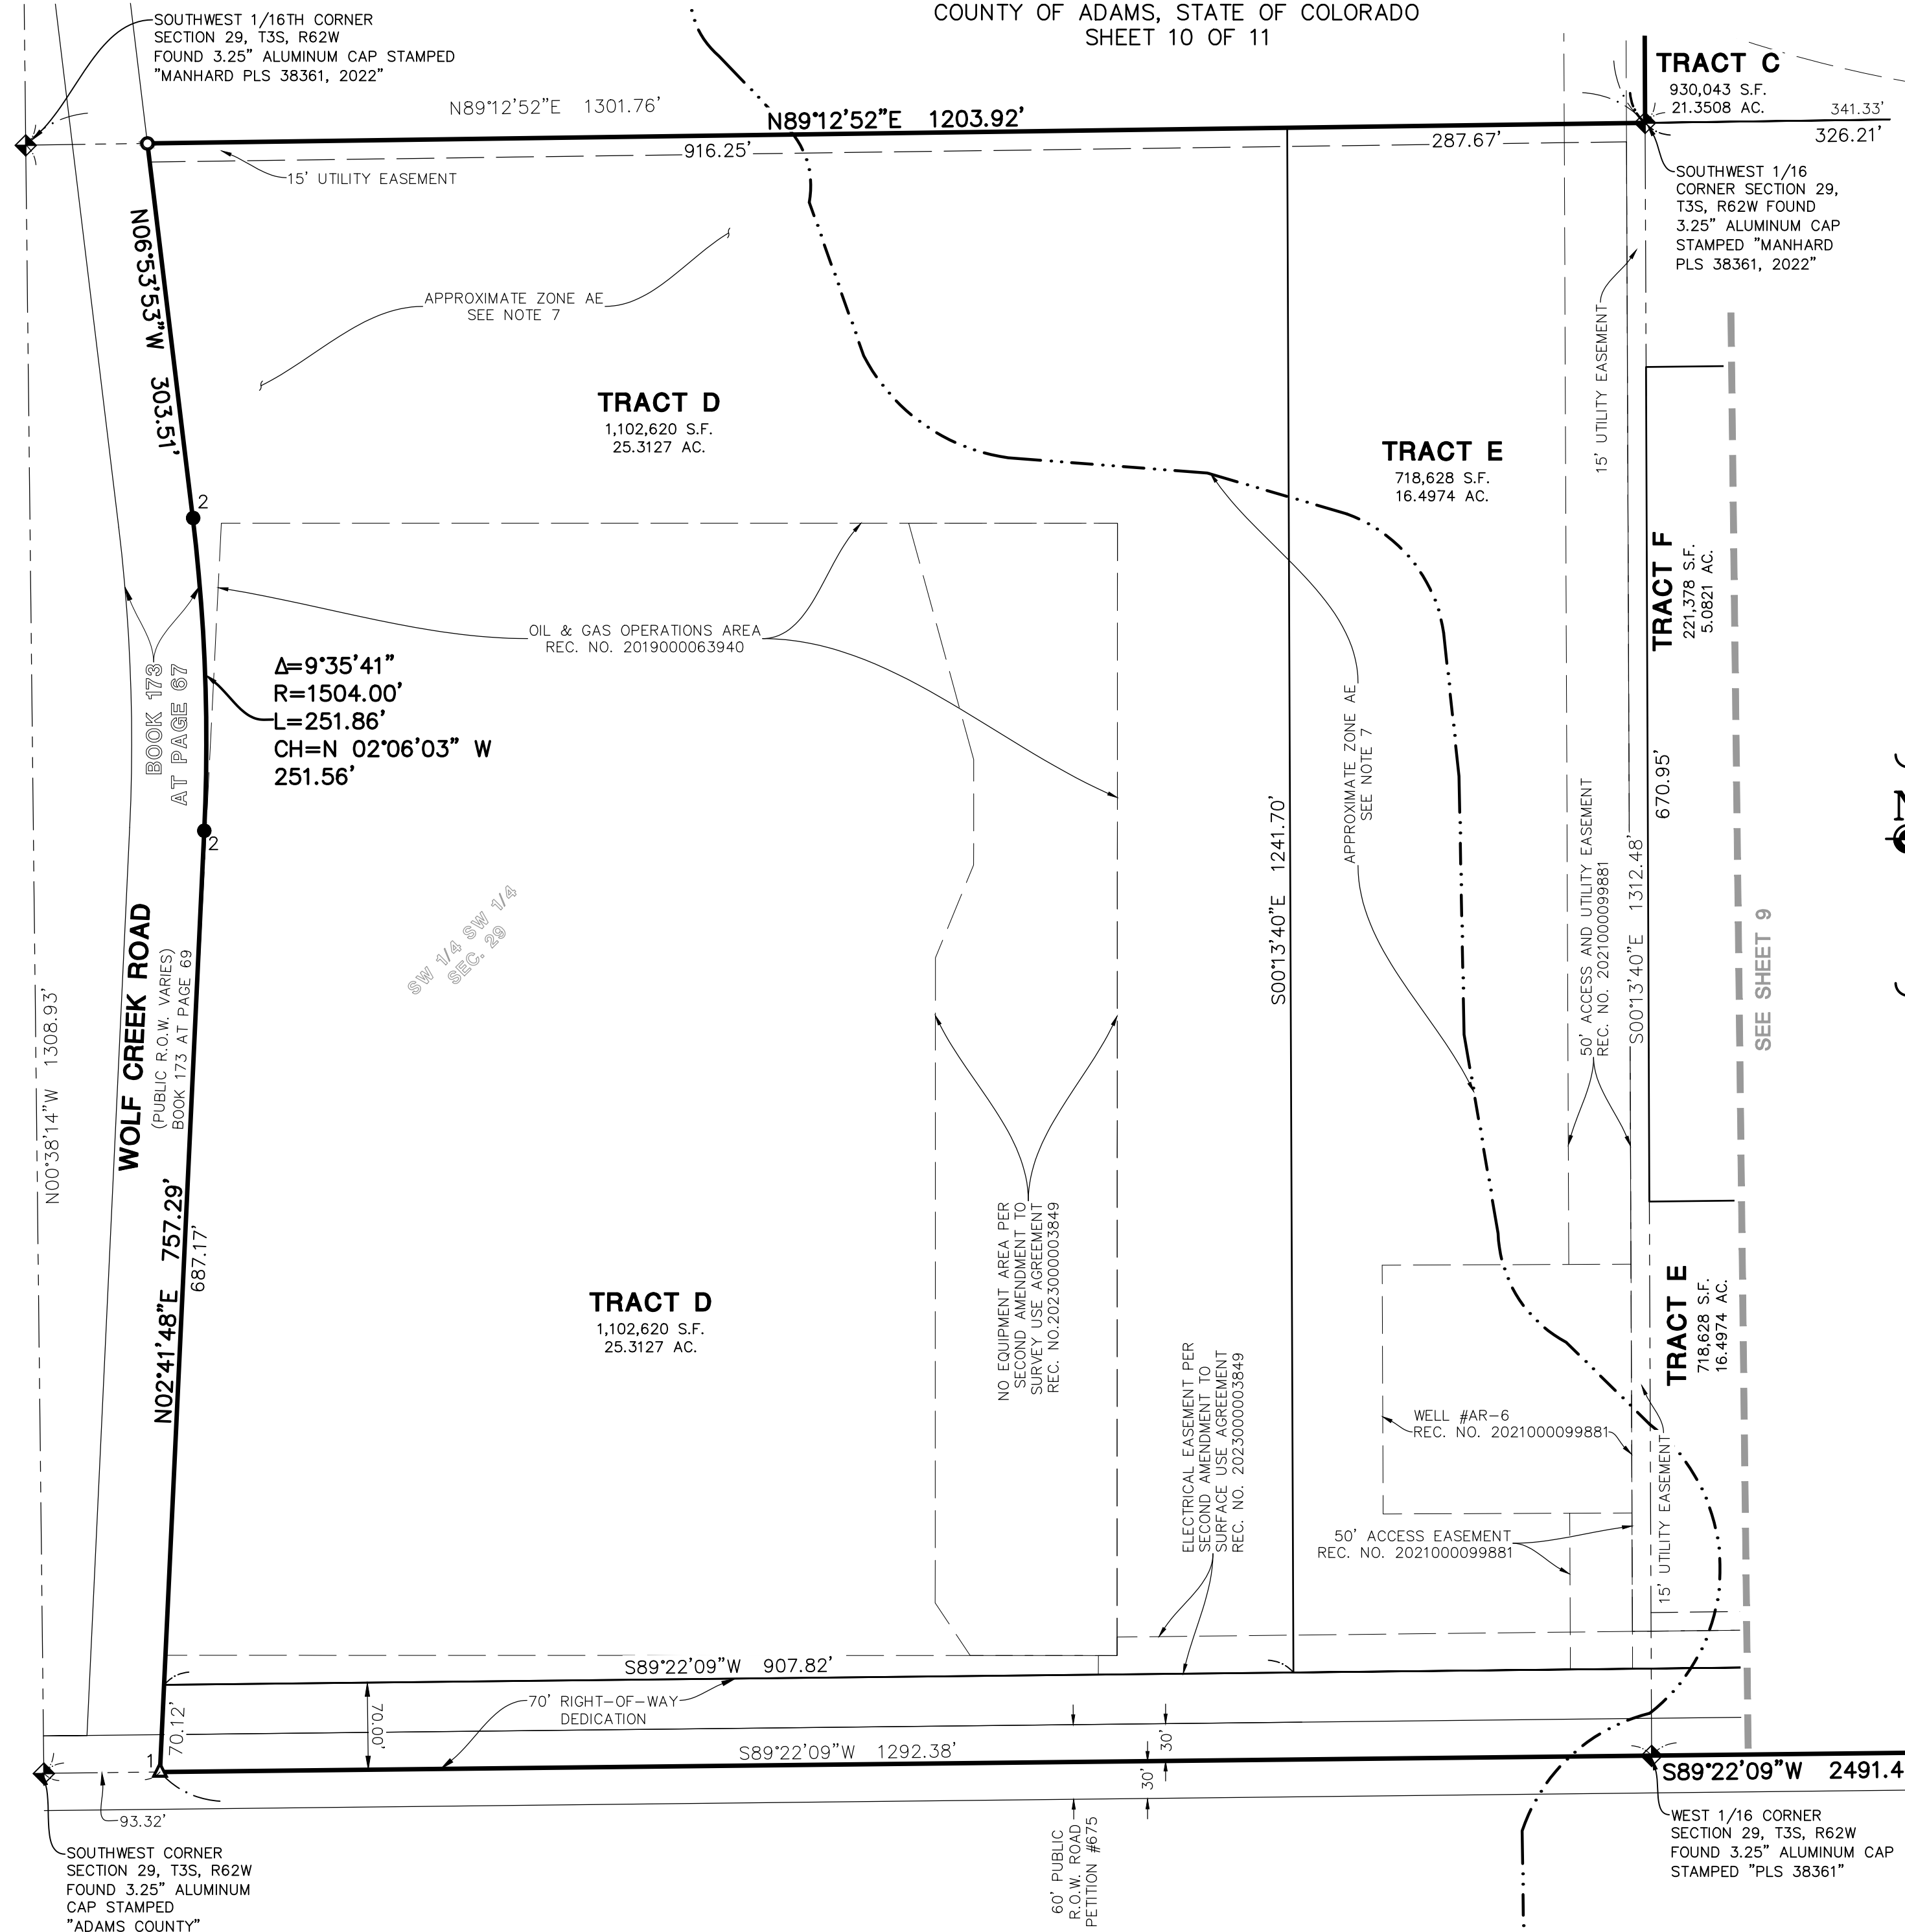 COUNTY OF ADAMS, STATE OF COLORADO
SHEET 10 OF 11
SOUTHWEST 1/16TH CORNER
SECTION 29, T3S, R62W
FOUND 3.25" ALUMINUM CAP STAMPED
"MANHARD PLS 38361, 2022"
N89°12'52"E 1301.76'
N89°12'52"E 1203.92'
916.25'
287.67'
15' UTILITY EASEMENT
TRACT C
930,043 S.F.
21.3508 AC.
341.33'
326.21'
SOUTHWEST 1/16
CORNER SECTION 29,
T3S, R62W FOUND
3.25" ALUMINUM CAP
STAMPED "MANHARD
PLS 38361, 2022"
N06°53'53"W 303.51'
APPROXIMATE ZONE AE
SEE NOTE 7
TRACT D
1,102,620 S.F.
25.3127 AC.
TRACT E
718,628 S.F.
16.4974 AC.
15' UTILITY EASEMENT
TRACT F
221,378 S.F.
5.0821 AC.
2
OIL & GAS OPERATIONS AREA
REC. NO. 2019000063940
BOOK 173
AT PAGE 67
Δ=9°35'41"
R=1504.00'
L=251.86'
CH=N 02°06'03" W
251.56'
2
APPROXIMATE ZONE AE
SEE NOTE 7
S00°13'40"E 1241.70'
50' ACCESS AND UTILITY EASEMENT
REC. NO. 2021000099881
S00°13'40"E 1312.48'
670.95'
SEE SHEET 9
N
SW 1/4 SW 1/4
SEC. 29
N00°38'14"W 1308.93'
WOLF CREEK ROAD
(PUBLIC R.O.W. VARIES)
BOOK 173 AT PAGE 69
N02°41'48"E 757.29'
687.17'
TRACT D
1,102,620 S.F.
25.3127 AC.
NO EQUIPMENT AREA PER
SECOND AMENDMENT TO
SURVEY USE AGREEMENT
REC. NO.2023000003849
ELECTRICAL EASEMENT PER
SECOND AMENDMENT TO
SURFACE USE AGREEMENT
REC. NO. 2023000003849
WELL #AR-6
REC. NO. 2021000099881
50' ACCESS EASEMENT
REC. NO. 2021000099881
TRACT E
718,628 S.F.
16.4974 AC.
15' UTILITY EASEMENT
S89°22'09"W 907.82'
70' RIGHT-OF-WAY
DEDICATION
70.00'
70.12'
1
S89°22'09"W 1292.38'
30'
30'
S89°22'09"W 2491.4
93.32'
SOUTHWEST CORNER
SECTION 29, T3S, R62W
FOUND 3.25" ALUMINUM
CAP STAMPED
"ADAMS COUNTY"
60' PUBLIC
R.O.W. ROAD
PETITION #675
WEST 1/16 CORNER
SECTION 29, T3S, R62W
FOUND 3.25" ALUMINUM CAP
STAMPED "PLS 38361"